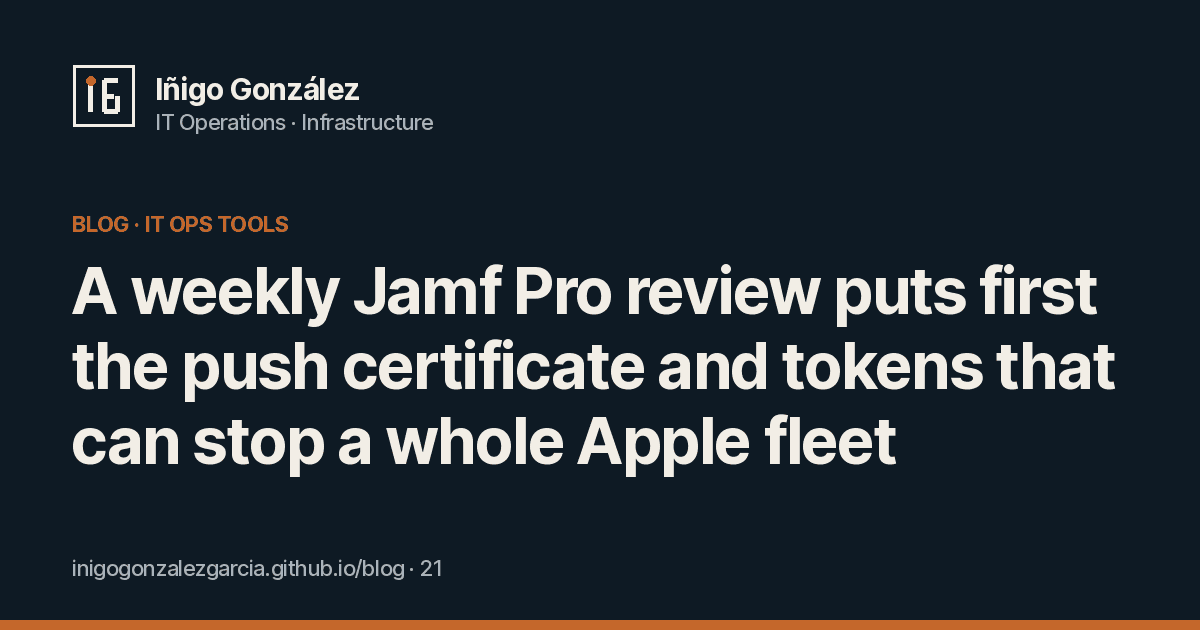 iG
Iñigo González
IT Operations · Infrastructure
BLOG · IT OPS TOOLS
A weekly Jamf Pro review puts first
the push certificate and tokens that
can stop a whole Apple fleet
inigogonzalezgarcia.github.io/blog · 21